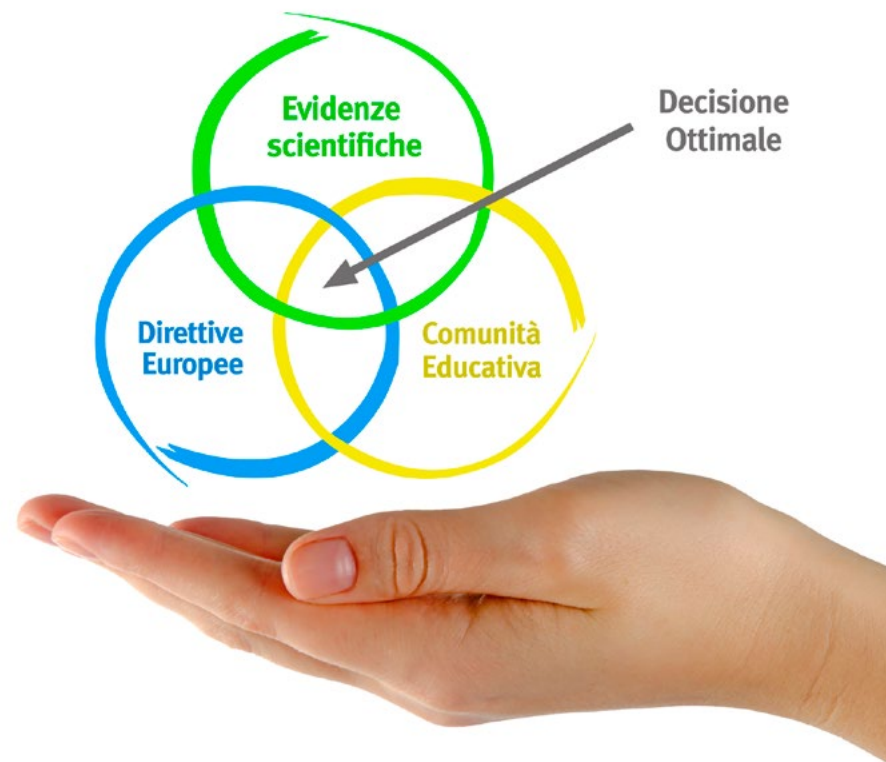 Evidenze
scientifiche
Decisione
Ottimale
Direttive
Europee
Comunità
Educativa